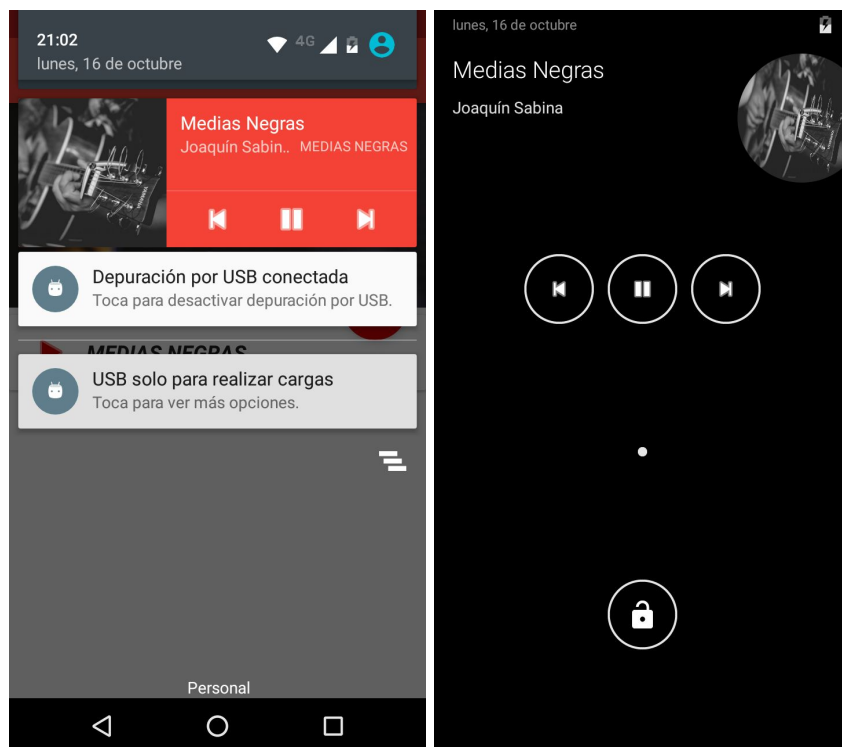 21:02
4G
lunes, 16 de octubre
Medias Negras
Joaquín Sabin.. MEDIAS NEGRAS
Depuración por USB conectada
Toca para desactivar depuración por USB.
MEDIAS NEGRAS
USB solo para realizar cargas
Toca para ver más opciones.
Personal
lunes, 16 de octubre
Medias Negras
Joaquín Sabina